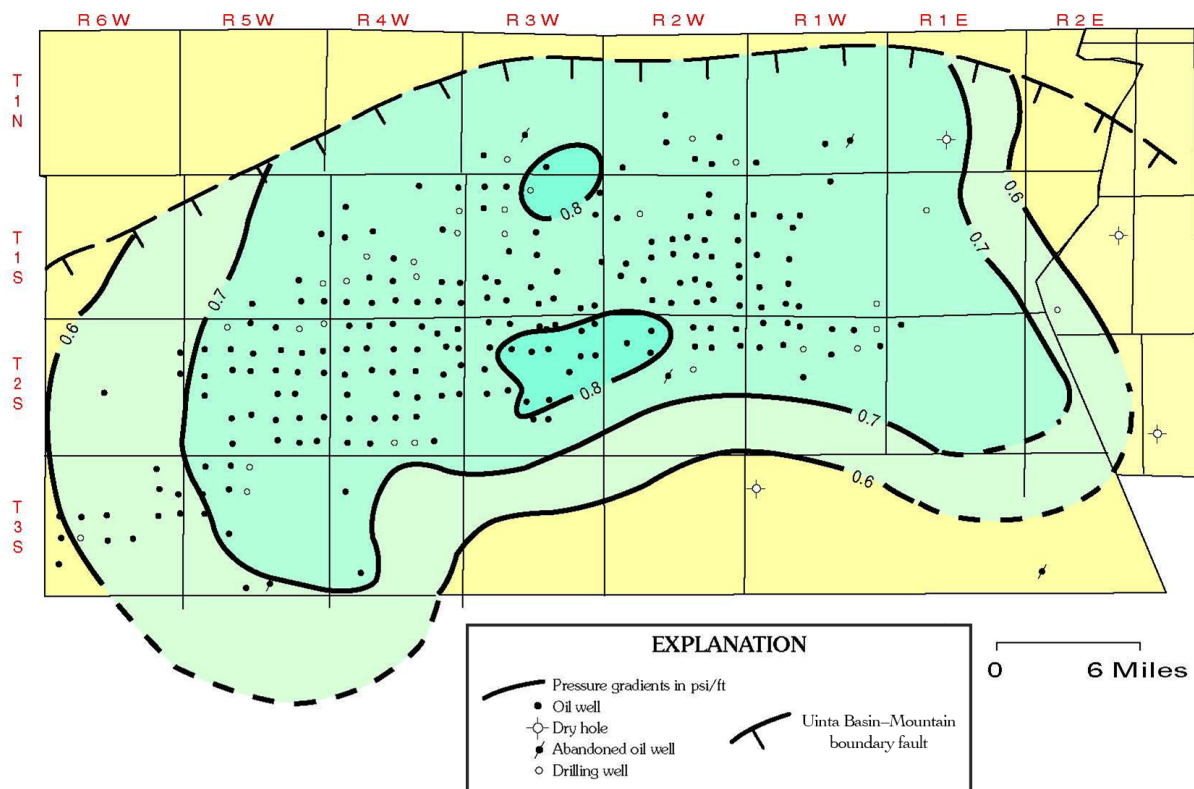 R 6 W R 5 W R 4 W R 3 W R 2 W R 1 W R 1 E R 2 E
T 1 N
T 1 S
T 2 S
T 3 S
0.8
0.6
0.7
0.7
0.6
0.8
0.7
0.6
EXPLANATION
Pressure gradients in psi/ft
Oil well
Dry hole
Abandoned oil well
Drilling well
Uinta Basin–Mountain
boundary fault
0 6 Miles